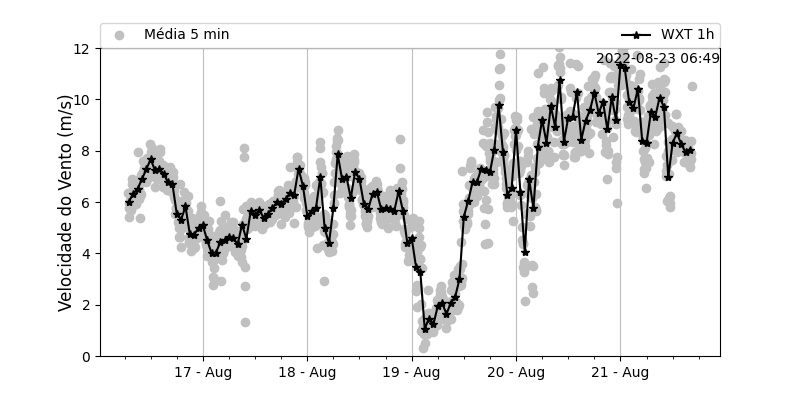 Média 5 min
WXT 1h
2022-08-23 06:49
Velocidade do Vento (m/s)
12
10
8
6
4
2
0
17 - Aug
18 - Aug
19 - Aug
20 - Aug
21 - Aug